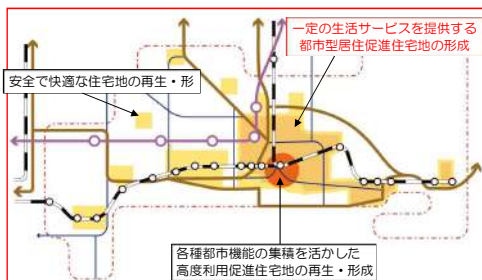 一定の生活サービスを提供する
都市型居住促進住宅地の形成
安全で快適な住宅地の再生・形
各種都市機能の集積を活かした
高度利用促進住宅地の再生・形成